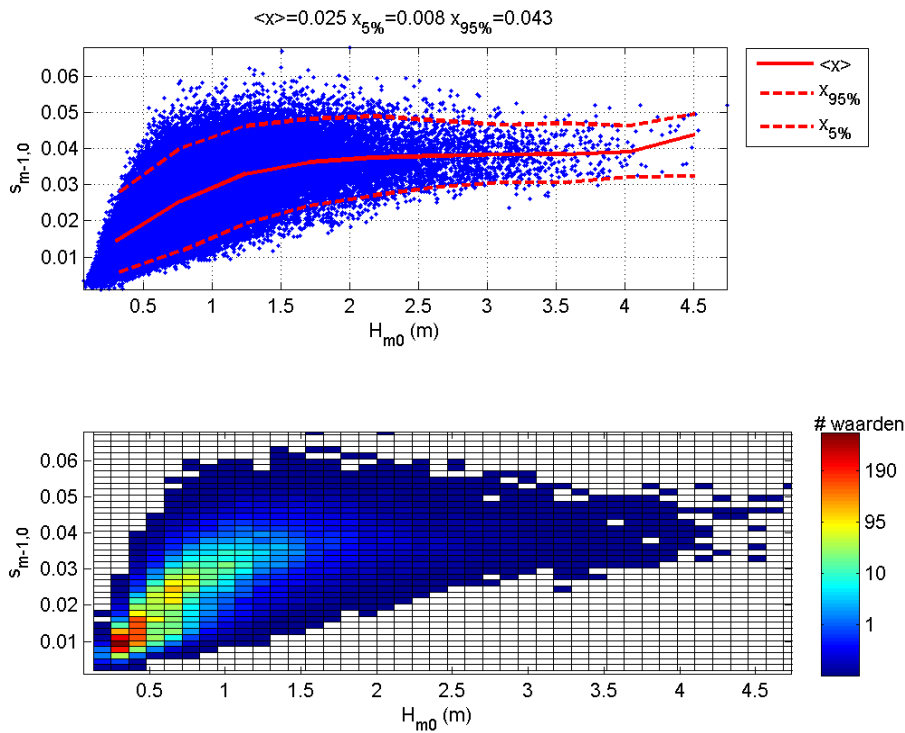 <x>=0.025 x5%=0.008 x95%=0.043
0.06
0.05
0.04
0.03
0.02
0.01
sm-1,0
0.5 1 1.5 2 2.5 3 3.5 4 4.5
Hm0 (m)
<x>
x95%
x5%
# waarden
0.06
0.05
0.04
0.03
0.02
0.01
sm-1,0
0.5 1 1.5 2 2.5 3 3.5 4 4.5
Hm0 (m)
190
95
10
1